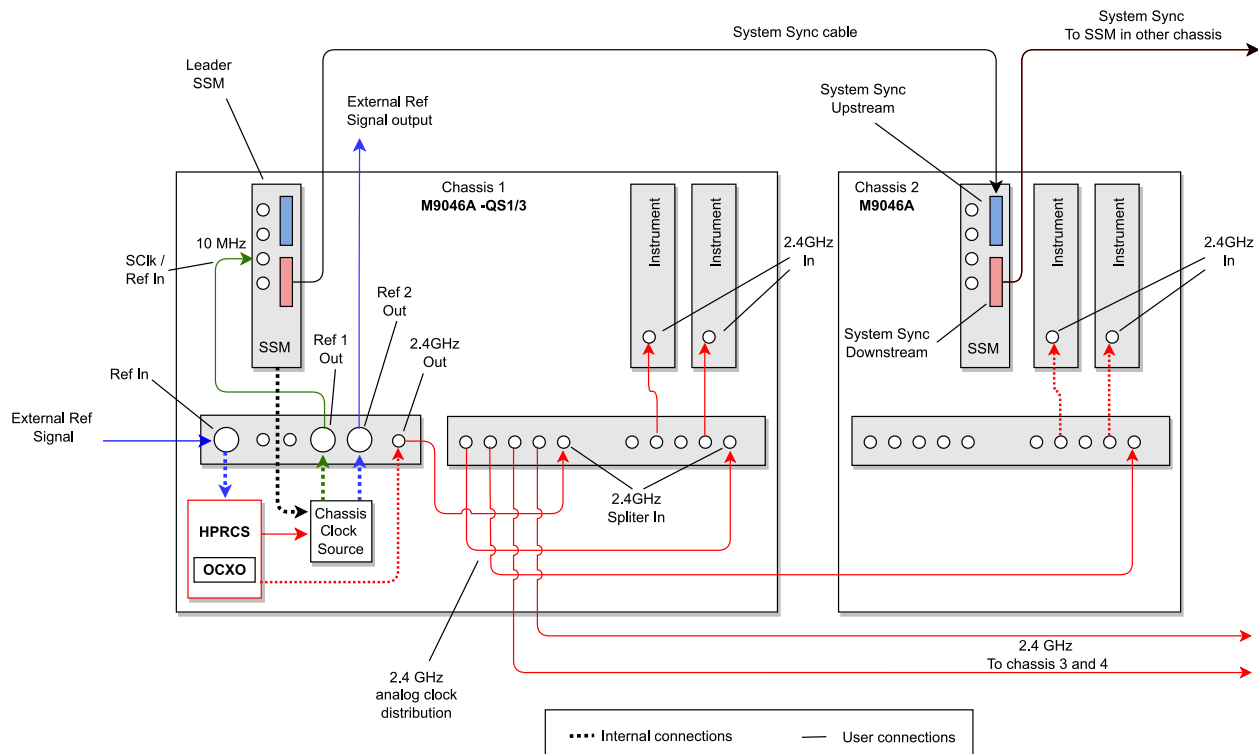 System Sync
To SSM in other chassis
System Sync cable
Leader
SSM
External Ref
Signal output
System Sync
Upstream
Chassis 1
M9046A -QS1/3
Instrument
Instrument
Chassis 2
M9046A
Instrument
Instrument
10 MHz
SClk /
Ref In
2.4GHz
In
2.4GHz
In
Ref 2
Out
Ref 1
Out
2.4GHz
Out
SSM
System Sync
Downstream
SSM
Ref In
External Ref
Signal
2.4GHz
Spliter In
Chassis
Clock
Source
HPRCS
OCXO
2.4 GHz
To chassis 3 and 4
2.4 GHz
analog clock
distribution
Internal connections
User connections